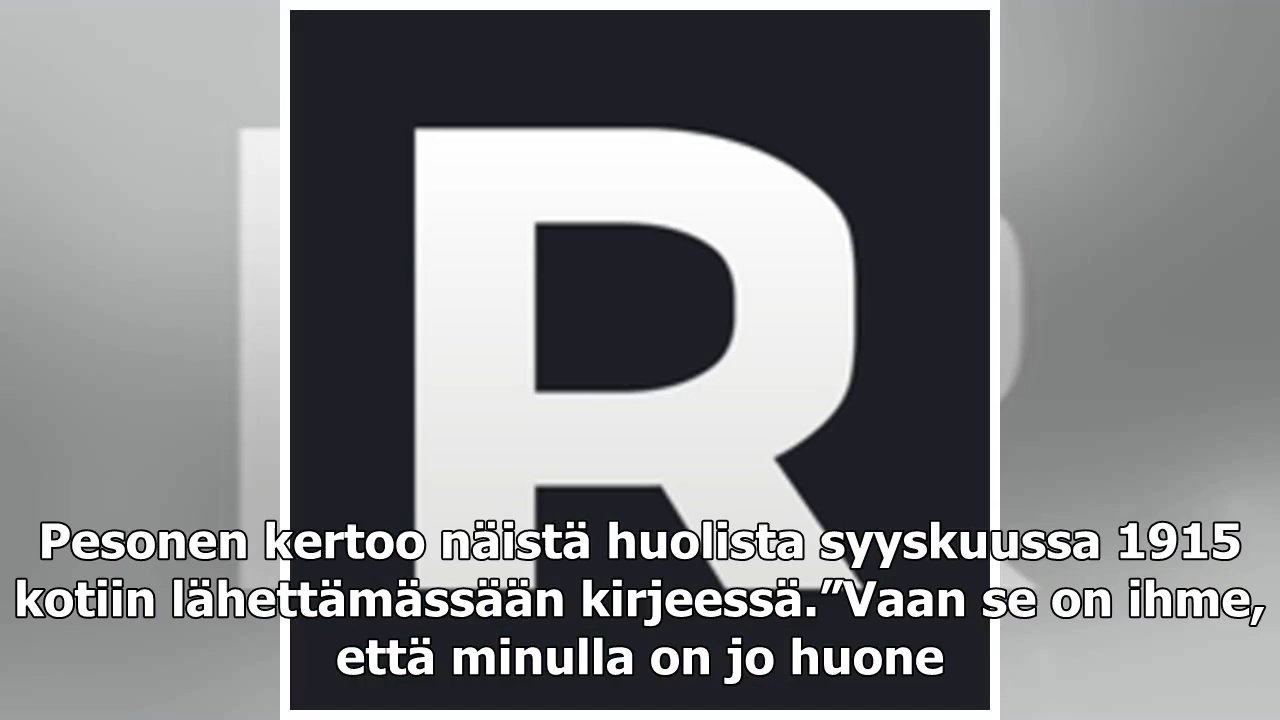 R
Pesonen kertoo näistä huolista syyskuussa 1915
kotiin lähettämässään kirjeessä.”Vaan se on ihme,
että minulla on jo huone